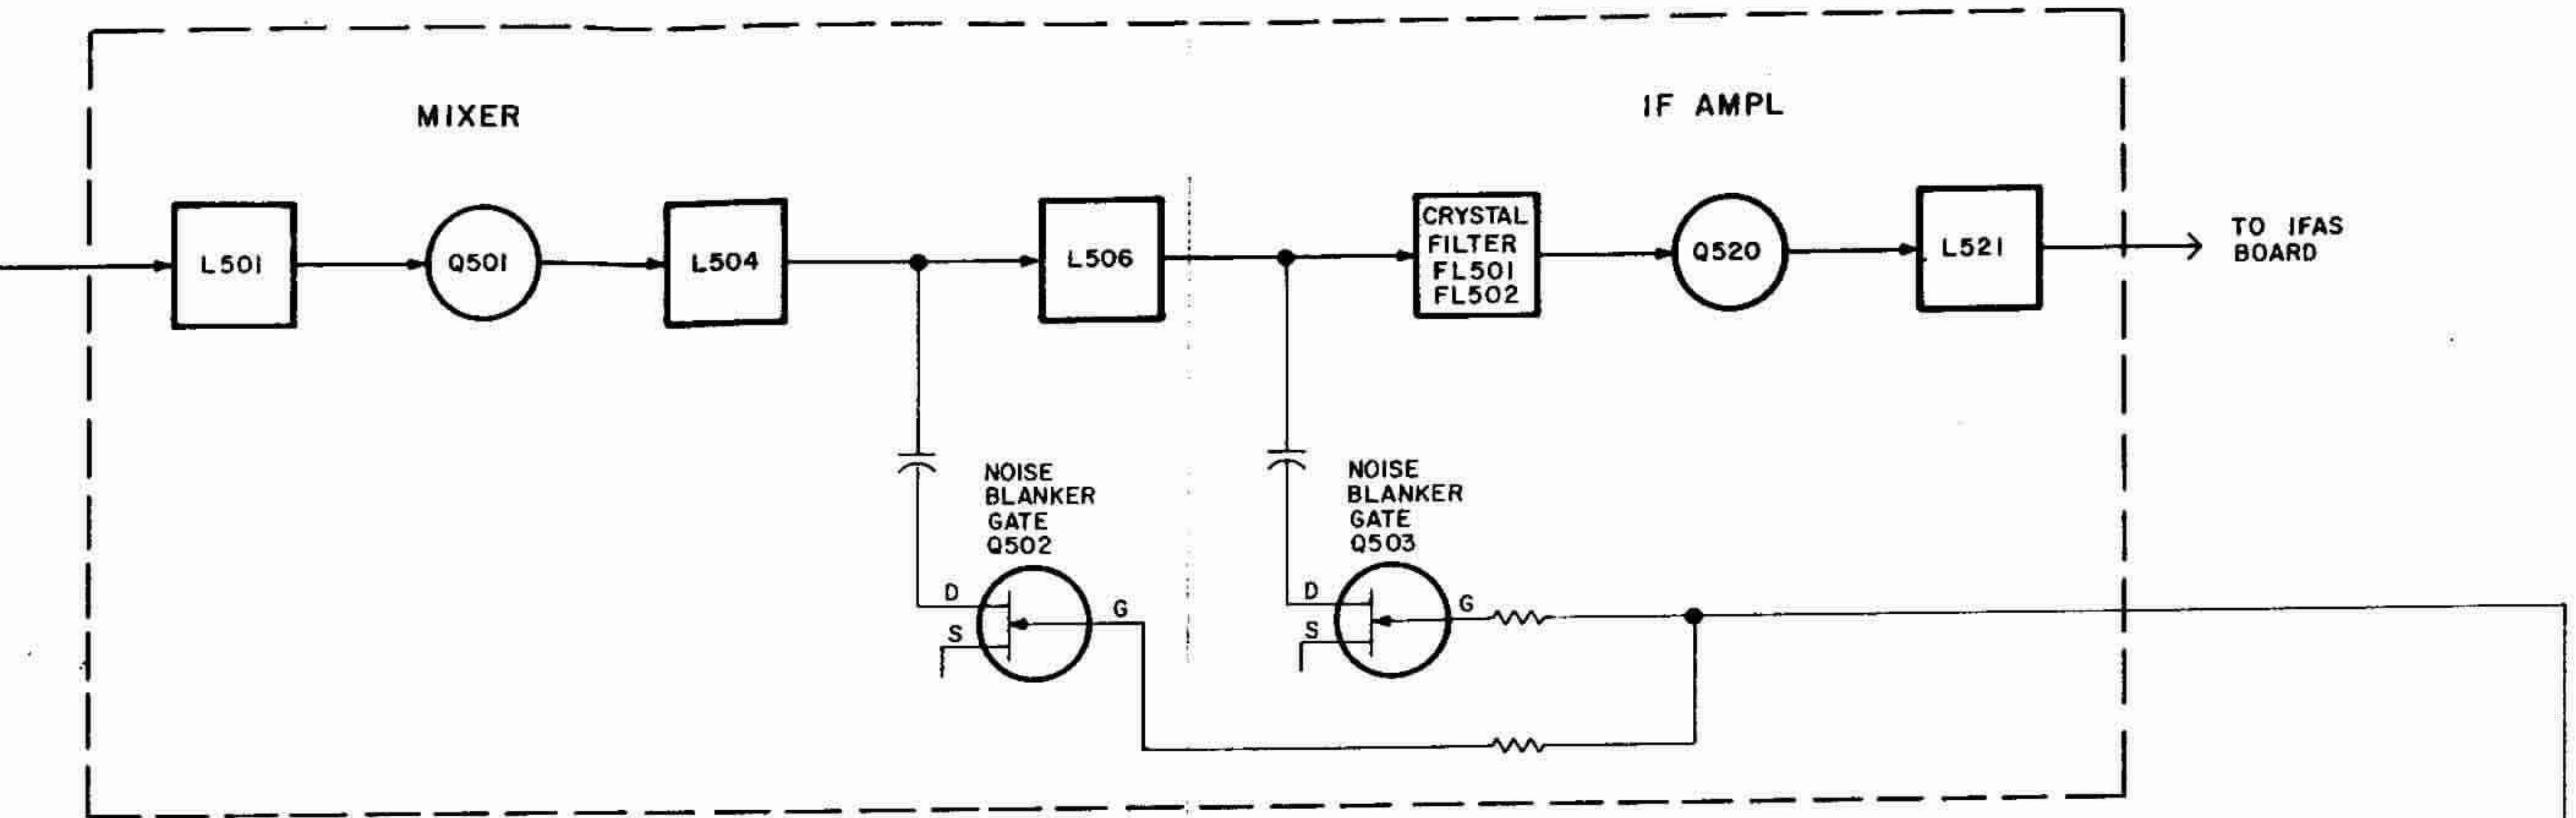 MIXER
IF AMPL
L501
Q501
L504
L506
CRYSTAL
FILTER
FL501
FL502
Q520
L521
TO IFAS
BOARD
NOISE
BLANKER
GATE
Q502
D
S
G
NOISE
BLANKER
GATE
Q503
D
S
G